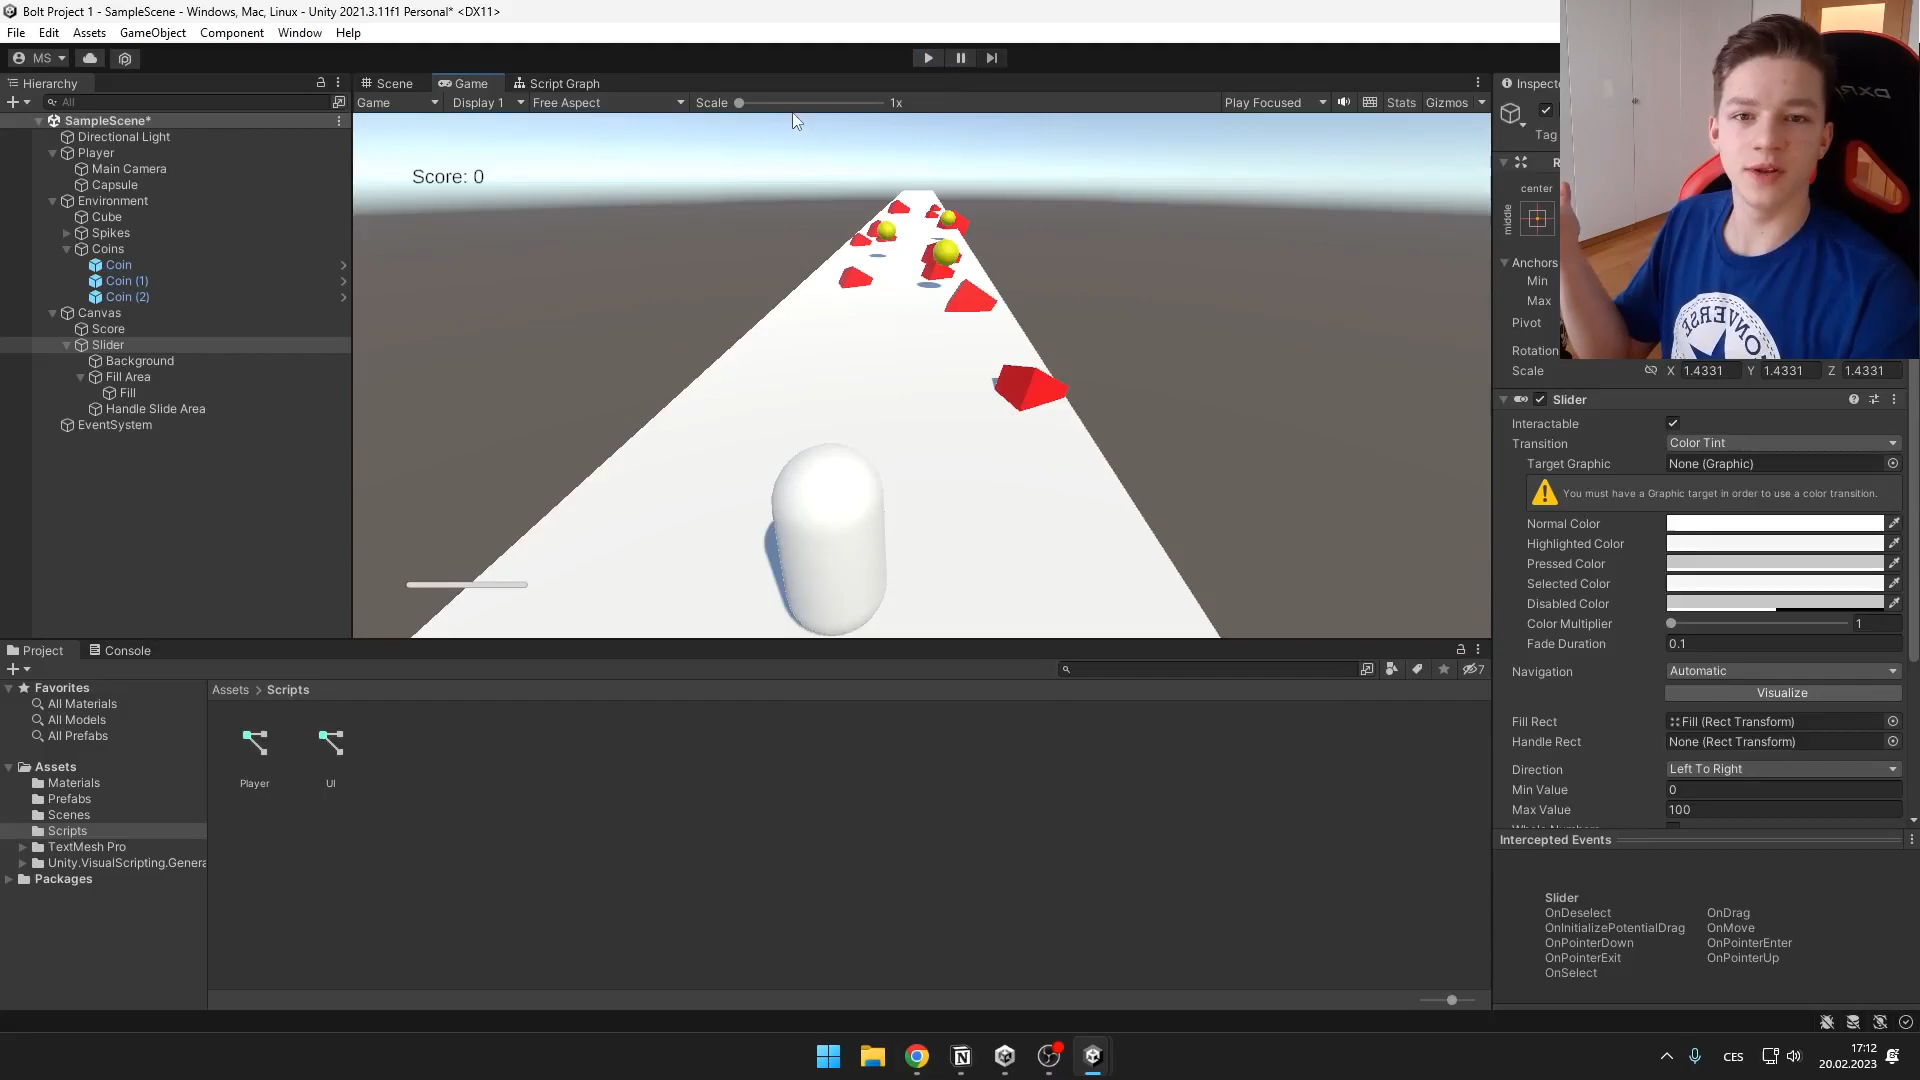 Bolt Project 1 - SampleScene - Windows, Mac, Linux - Unity 2021.3.11f1 Personal* <DX11>
File Edit Assets GameObject Component Window Help
MS
Hierarchy
All
SampleScene*
Directional Light
Player
Main Camera
Capsule
Environment
Cube
Spikes
Coins
Coin
Coin (1)
Coin (2)
Canvas
Score
Slider
Background
Fill Area
Fill
Handle Slide Area
EventSystem
Scene Game Script Graph
Game Display 1 Free Aspect Scale 1x Play Focused Stats Gizmos
Score: 0
Inspecto
Tag
R
center
middle
Anchors
Min
Max
Pivot
Rotation
Scale X 1.4331 Y 1.4331 Z 1.4331
CONVERSE
Slider
Interactable
Transition Color Tint
Target Graphic None (Graphic)
You must have a Graphic target in order to use a color transition.
Normal Color
Highlighted Color
Pressed Color
Selected Color
Disabled Color
Color Multiplier 1
Fade Duration 0.1
Navigation Automatic
Visualize
Fill Rect Fill (Rect Transform)
Handle Rect None (Rect Transform)
Direction Left To Right
Min Value 0
Max Value 100
Intercepted Events
Slider
OnDeselect OnDrag
OnInitializePotentialDrag OnMove
OnPointerDown OnPointerEnter
OnPointerExit OnPointerUp
OnSelect
Project Console
7
Favorites
All Materials
All Models
All Prefabs
Assets
Materials
Prefabs
Scenes
Scripts
TextMesh Pro
Unity.VisualScripting.Genera
Packages
Assets > Scripts
Player UI
CES
17:12
20.02.2023